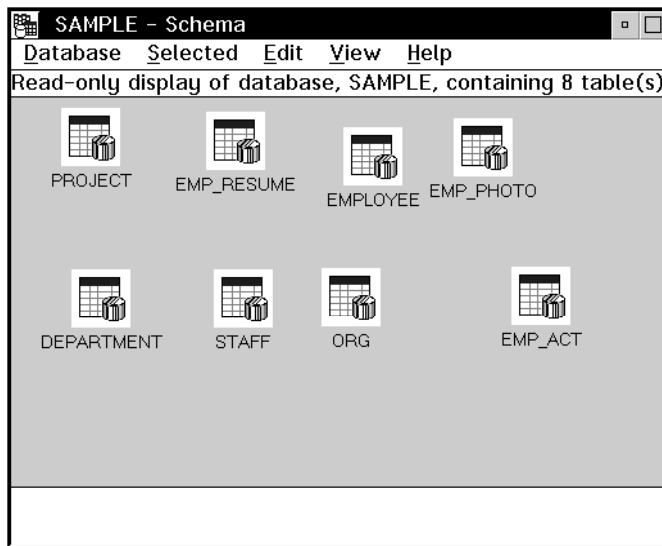 SAMPLE - Schema
Database Selected Edit View Help
Read-only display of database, SAMPLE, containing 8 table(s)
PROJECT EMP_RESUME EMPLOYEE EMP_PHOTO
DEPARTMENT STAFF ORG EMP_ACT